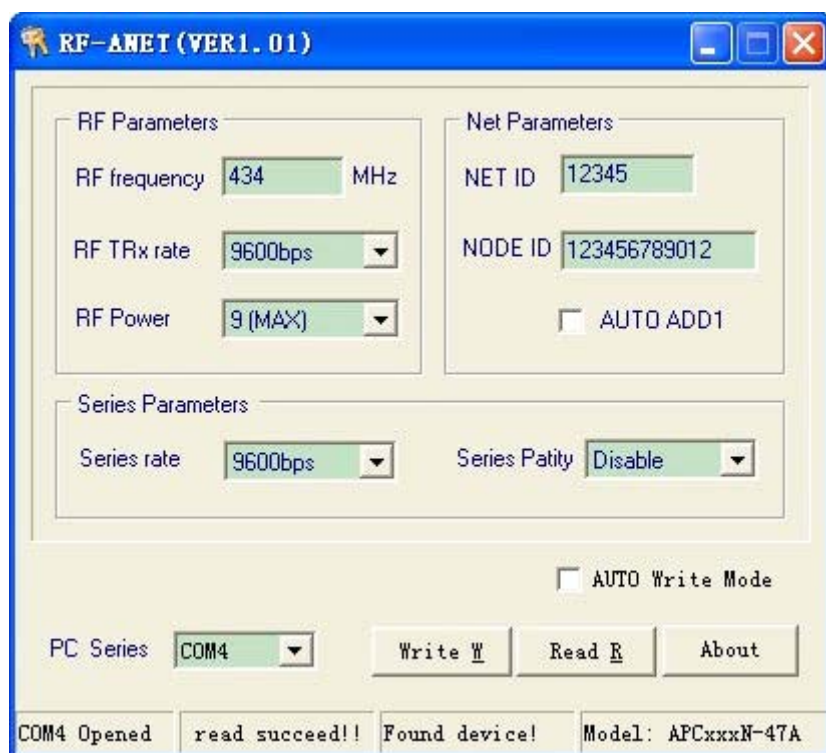 RF-ANET(VER1.01)
RF Parameters
RF frequency 434 MHz
RF TRx rate 9600bps
RF Power 9 (MAX)
Net Parameters
NET ID 12345
NODE ID 123456789012
AUTO ADD1
Series Parameters
Series rate 9600bps
Series Patity Disable
AUTO Write Mode
PC Series COM4
Write W
Read R
About
COM4 Opened
read succeed!!
Found device!
Model: APCxxxN-47A